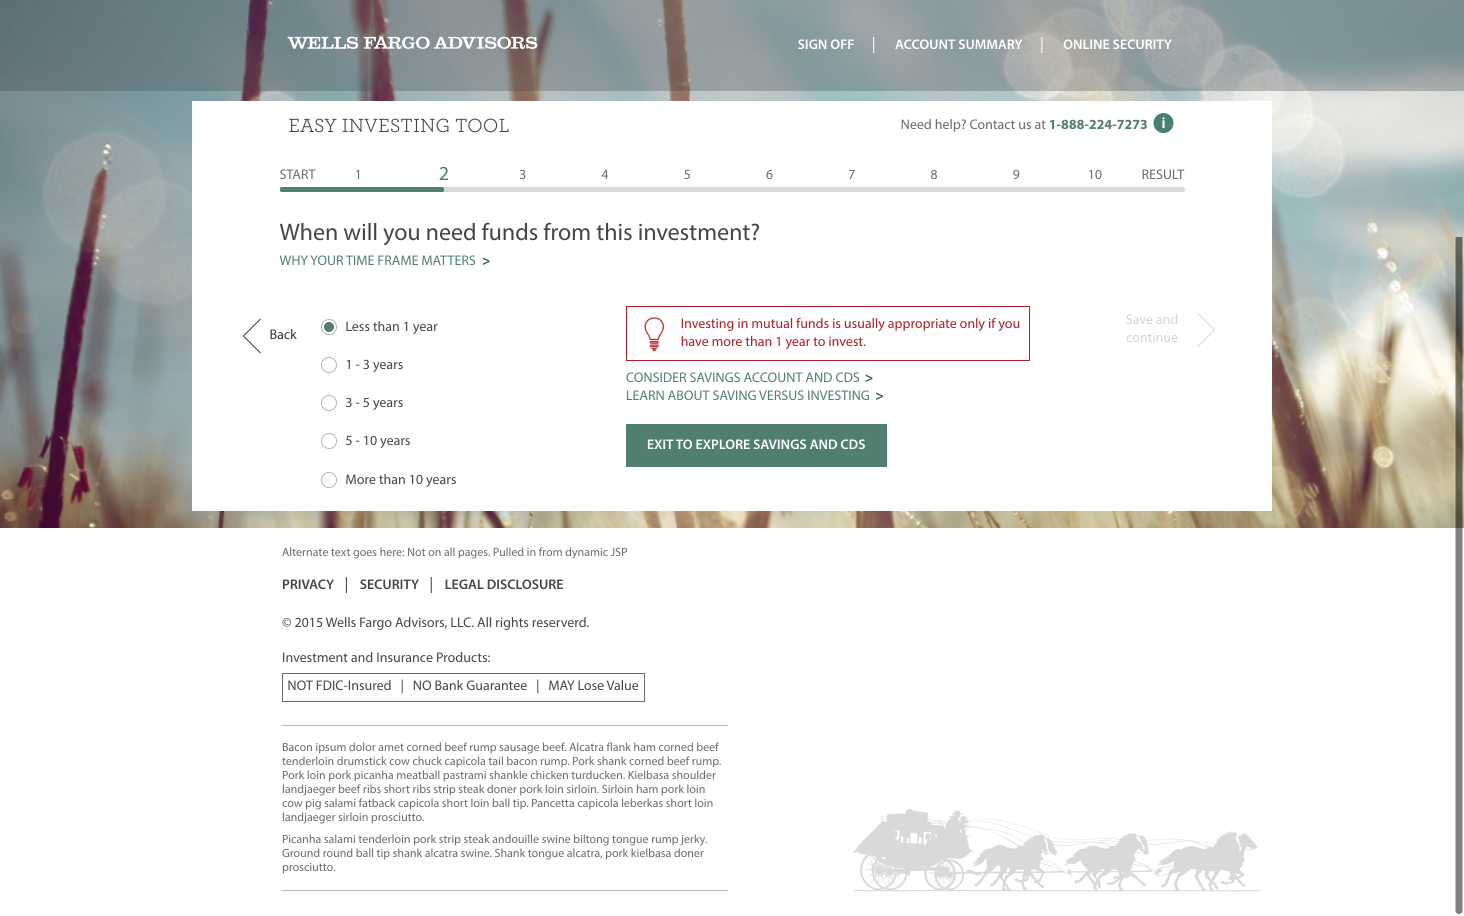 WELLS FARGO ADVISORS
SIGN OFF | ACCOUNT SUMMARY | ONLINE SECURITY
EASY INVESTING TOOL
Need help? Contact us at 1-888-224-7273 i
START 1 2 3 4 5 6 7 8 9 10 RESULT
When will you need funds from this investment?
WHY YOUR TIME FRAME MATTERS >
Back
Less than 1 year
1 - 3 years
3 - 5 years
5 - 10 years
More than 10 years
Investing in mutual funds is usually appropriate only if you
have more than 1 year to invest.
CONSIDER SAVINGS ACCOUNT AND CDS >
LEARN ABOUT SAVING VERSUS INVESTING >
EXIT TO EXPLORE SAVINGS AND CDS
Save and
continue
Alternate text goes here: Not on all pages. Pulled in from dynamic JSP
PRIVACY | SECURITY | LEGAL DISCLOSURE
© 2015 Wells Fargo Advisors, LLC. All rights reserverd.
Investment and Insurance Products:
NOT FDIC-Insured | NO Bank Guarantee | MAY Lose Value
Bacon ipsum dolor amet corned beef rump sausage beef. Alcatra flank ham corned beef
tenderloin drumstick cow chuck capicola tail bacon rump. Pork shank corned beef rump.
Pork loin pork picanha meatball pastrami shankle chicken turducken. Kielbasa shoulder
landjaeger beef ribs short ribs strip steak doner pork loin sirloin. Sirloin ham pork loin
cow pig salami fatback capicola short loin ball tip. Pancetta capicola leberkas short loin
landjaeger sirloin prosciutto.
Picanha salami tenderloin pork strip steak andouille swine biltong tongue rump jerky.
Ground round ball tip shank alcatra swine. Shank tongue alcatra, pork kielbasa doner
prosciutto.